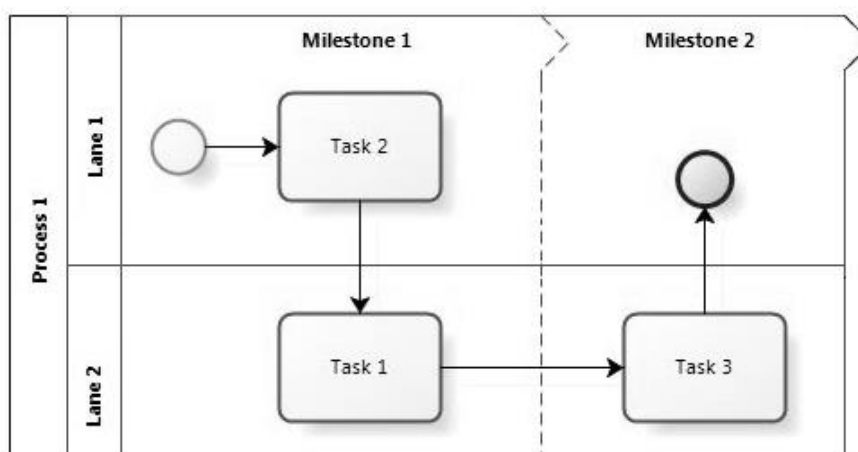 Milestone 1
Milestone 2
Process 1
Lane 1
Task 2
Lane 2
Task 1
Task 3